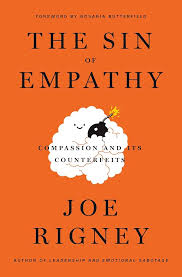 FOREWORD BY ROSARIA BUTTERFIELD
THE SIN
OF
EMPATHY
COMPASSION AND ITS
COUNTERFEITS
JOE
RIGNEY
AUTHOR OF LEADERSHIP AND EMOTIONAL SABOTAGE